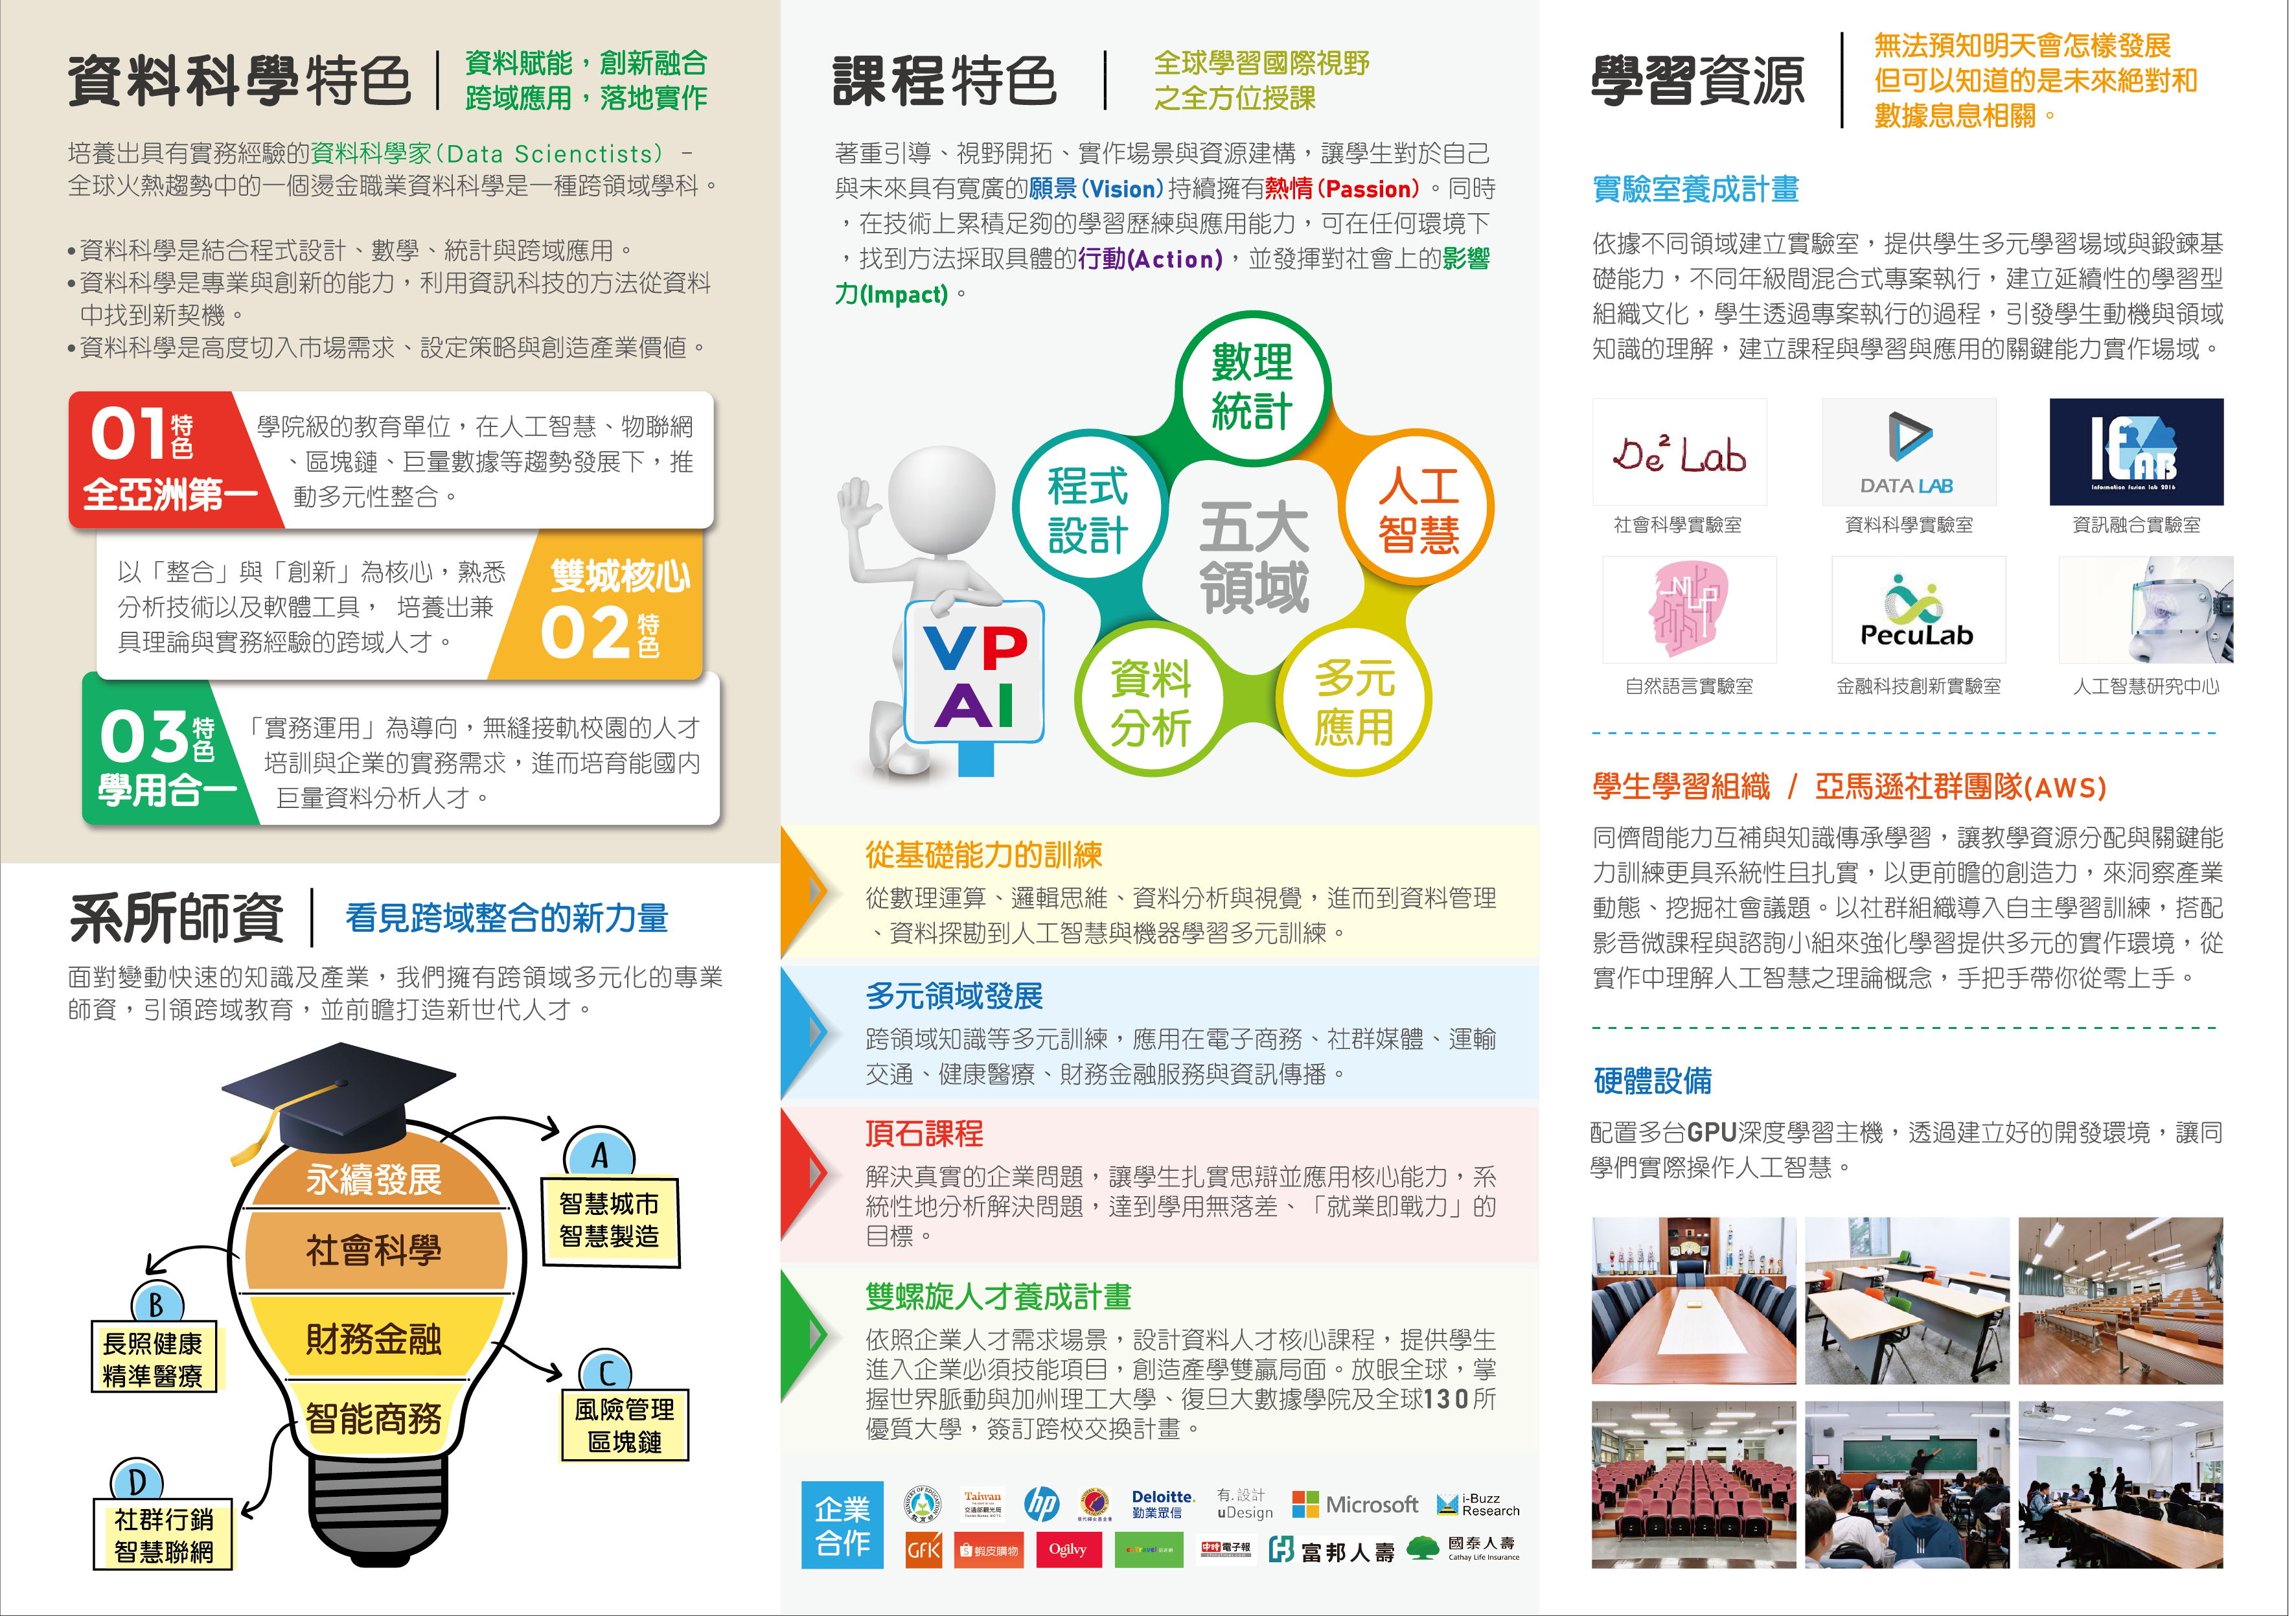 資料科學特色
資料賦能，創新融合
跨域應用，落地實作
培養出具有實務經驗的資料科學家(Data Scienctists) –
全球火熱趨勢中的一個燙金職業資料科學是一種跨領域學科。
•資料科學是結合程式設計、數學、統計與跨域應用。
•資料科學是專業與創新的能力，利用資訊科技的方法從資料
中找到新契機。
•資料科學是高度切入市場需求、設定策略與創造產業價值。
01特色
全亞洲第一
學院級的教育單位，在人工智慧、物聯網
、區塊鏈、巨量數據等趨勢發展下，推
動多元性整合。
以「整合」與「創新」為核心，熟悉
分析技術以及軟體工具， 培養出兼
具理論與實務經驗的跨域人才。
雙城核心
02特色
03特色
學用合一
「實務運用」為導向，無縫接軌校園的人才
培訓與企業的實務需求，進而培育能國內
巨量資料分析人才。
系所師資
看見跨域整合的新力量
面對變動快速的知識及產業，我們擁有跨領域多元化的專業
師資，引領跨域教育，並前瞻打造新世代人才。
永續發展
社會科學
財務金融
智能商務
A
智慧城市
智慧製造
B
長照健康
精準醫療
C
風險管理
區塊鏈
D
社群行銷
智慧聯網
課程特色
全球學習國際視野
之全方位授課
著重引導、視野開拓、實作場景與資源建構，讓學生對於自己
與未來具有寬廣的願景(Vision)持續擁有熱情(Passion)。同時
，在技術上累積足夠的學習歷練與應用能力，可在任何環境下
，找到方法採取具體的行動(Action)，並發揮對社會上的影響
力(Impact)。
數理
統計
程式
設計
人工
智慧
五大
領域
資料
分析
多元
應用
VP
AI
從基礎能力的訓練
從數理運算、邏輯思維、資料分析與視覺，進而到資料管理
、資料探勘到人工智慧與機器學習多元訓練。
多元領域發展
跨領域知識等多元訓練，應用在電子商務、社群媒體、運輸
交通、健康醫療、財務金融服務與資訊傳播。
頂石課程
解決真實的企業問題，讓學生扎實思辯並應用核心能力，系
統性地分析解決問題，達到學用無落差、「就業即戰力」的
目標。
雙螺旋人才養成計畫
依照企業人才需求場景，設計資料人才核心課程，提供學生
進入企業必須技能項目，創造產學雙贏局面。放眼全球，掌
握世界脈動與加州理工大學、復旦大數據學院及全球130所
優質大學，簽訂跨校交換計畫。
企業
合作
Taiwan
交通部觀光局
hp
Deloitte.
勤業眾信
有.設計
uDesign
Microsoft
i-Buzz
Research
GfK
蝦皮購物
Ogilvy
中時電子報
富邦人壽
國泰人壽
Cathay Life Insurance
學習資源
無法預知明天會怎樣發展
但可以知道的是未來絕對和
數據息息相關。
實驗室養成計畫
依據不同領域建立實驗室，提供學生多元學習場域與鍛鍊基
礎能力，不同年級間混合式專案執行，建立延續性的學習型
組織文化，學生透過專案執行的過程，引發學生動機與領域
知識的理解，建立課程與學習與應用的關鍵能力實作場域。
De² Lab
社會科學實驗室
DATA LAB
資料科學實驗室
IF LAB
Information fusion lab 2016
資訊融合實驗室
NLP
自然語言實驗室
PecuLab
金融科技創新實驗室
人工智慧研究中心
學生學習組織 / 亞馬遜社群團隊(AWS)
同儕間能力互補與知識傳承學習，讓教學資源分配與關鍵能
力訓練更具系統性且扎實，以更前瞻的創造力，來洞察產業
動態、挖掘社會議題。以社群組織導入自主學習訓練，搭配
影音微課程與諮詢小組來強化學習提供多元的實作環境，從
實作中理解人工智慧之理論概念，手把手帶你從零上手。
硬體設備
配置多台GPU深度學習主機，透過建立好的開發環境，讓同
學們實際操作人工智慧。